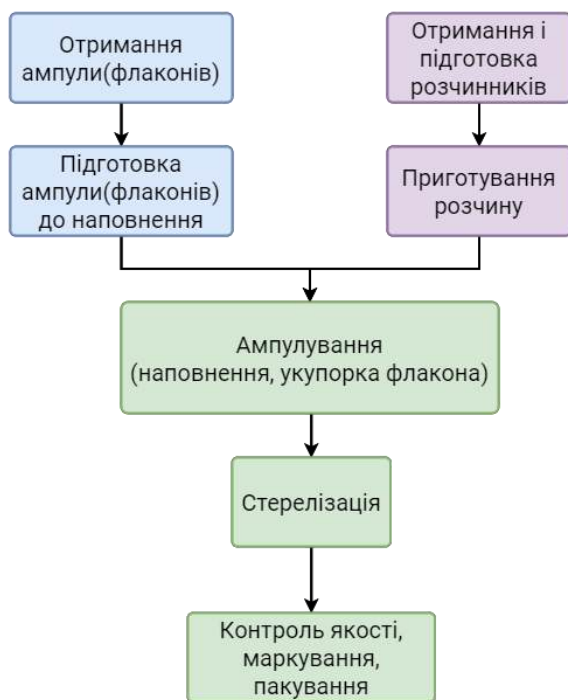 Отримання
ампули(флаконів)
Отримання і
підготовка
розчинників
Підготовка
ампули(флаконів)
до наповнення
Приготування
розчину
Ампулування
(наповнення, укупорка флакона)
Стерелізація
Контроль якості,
маркування,
пакування